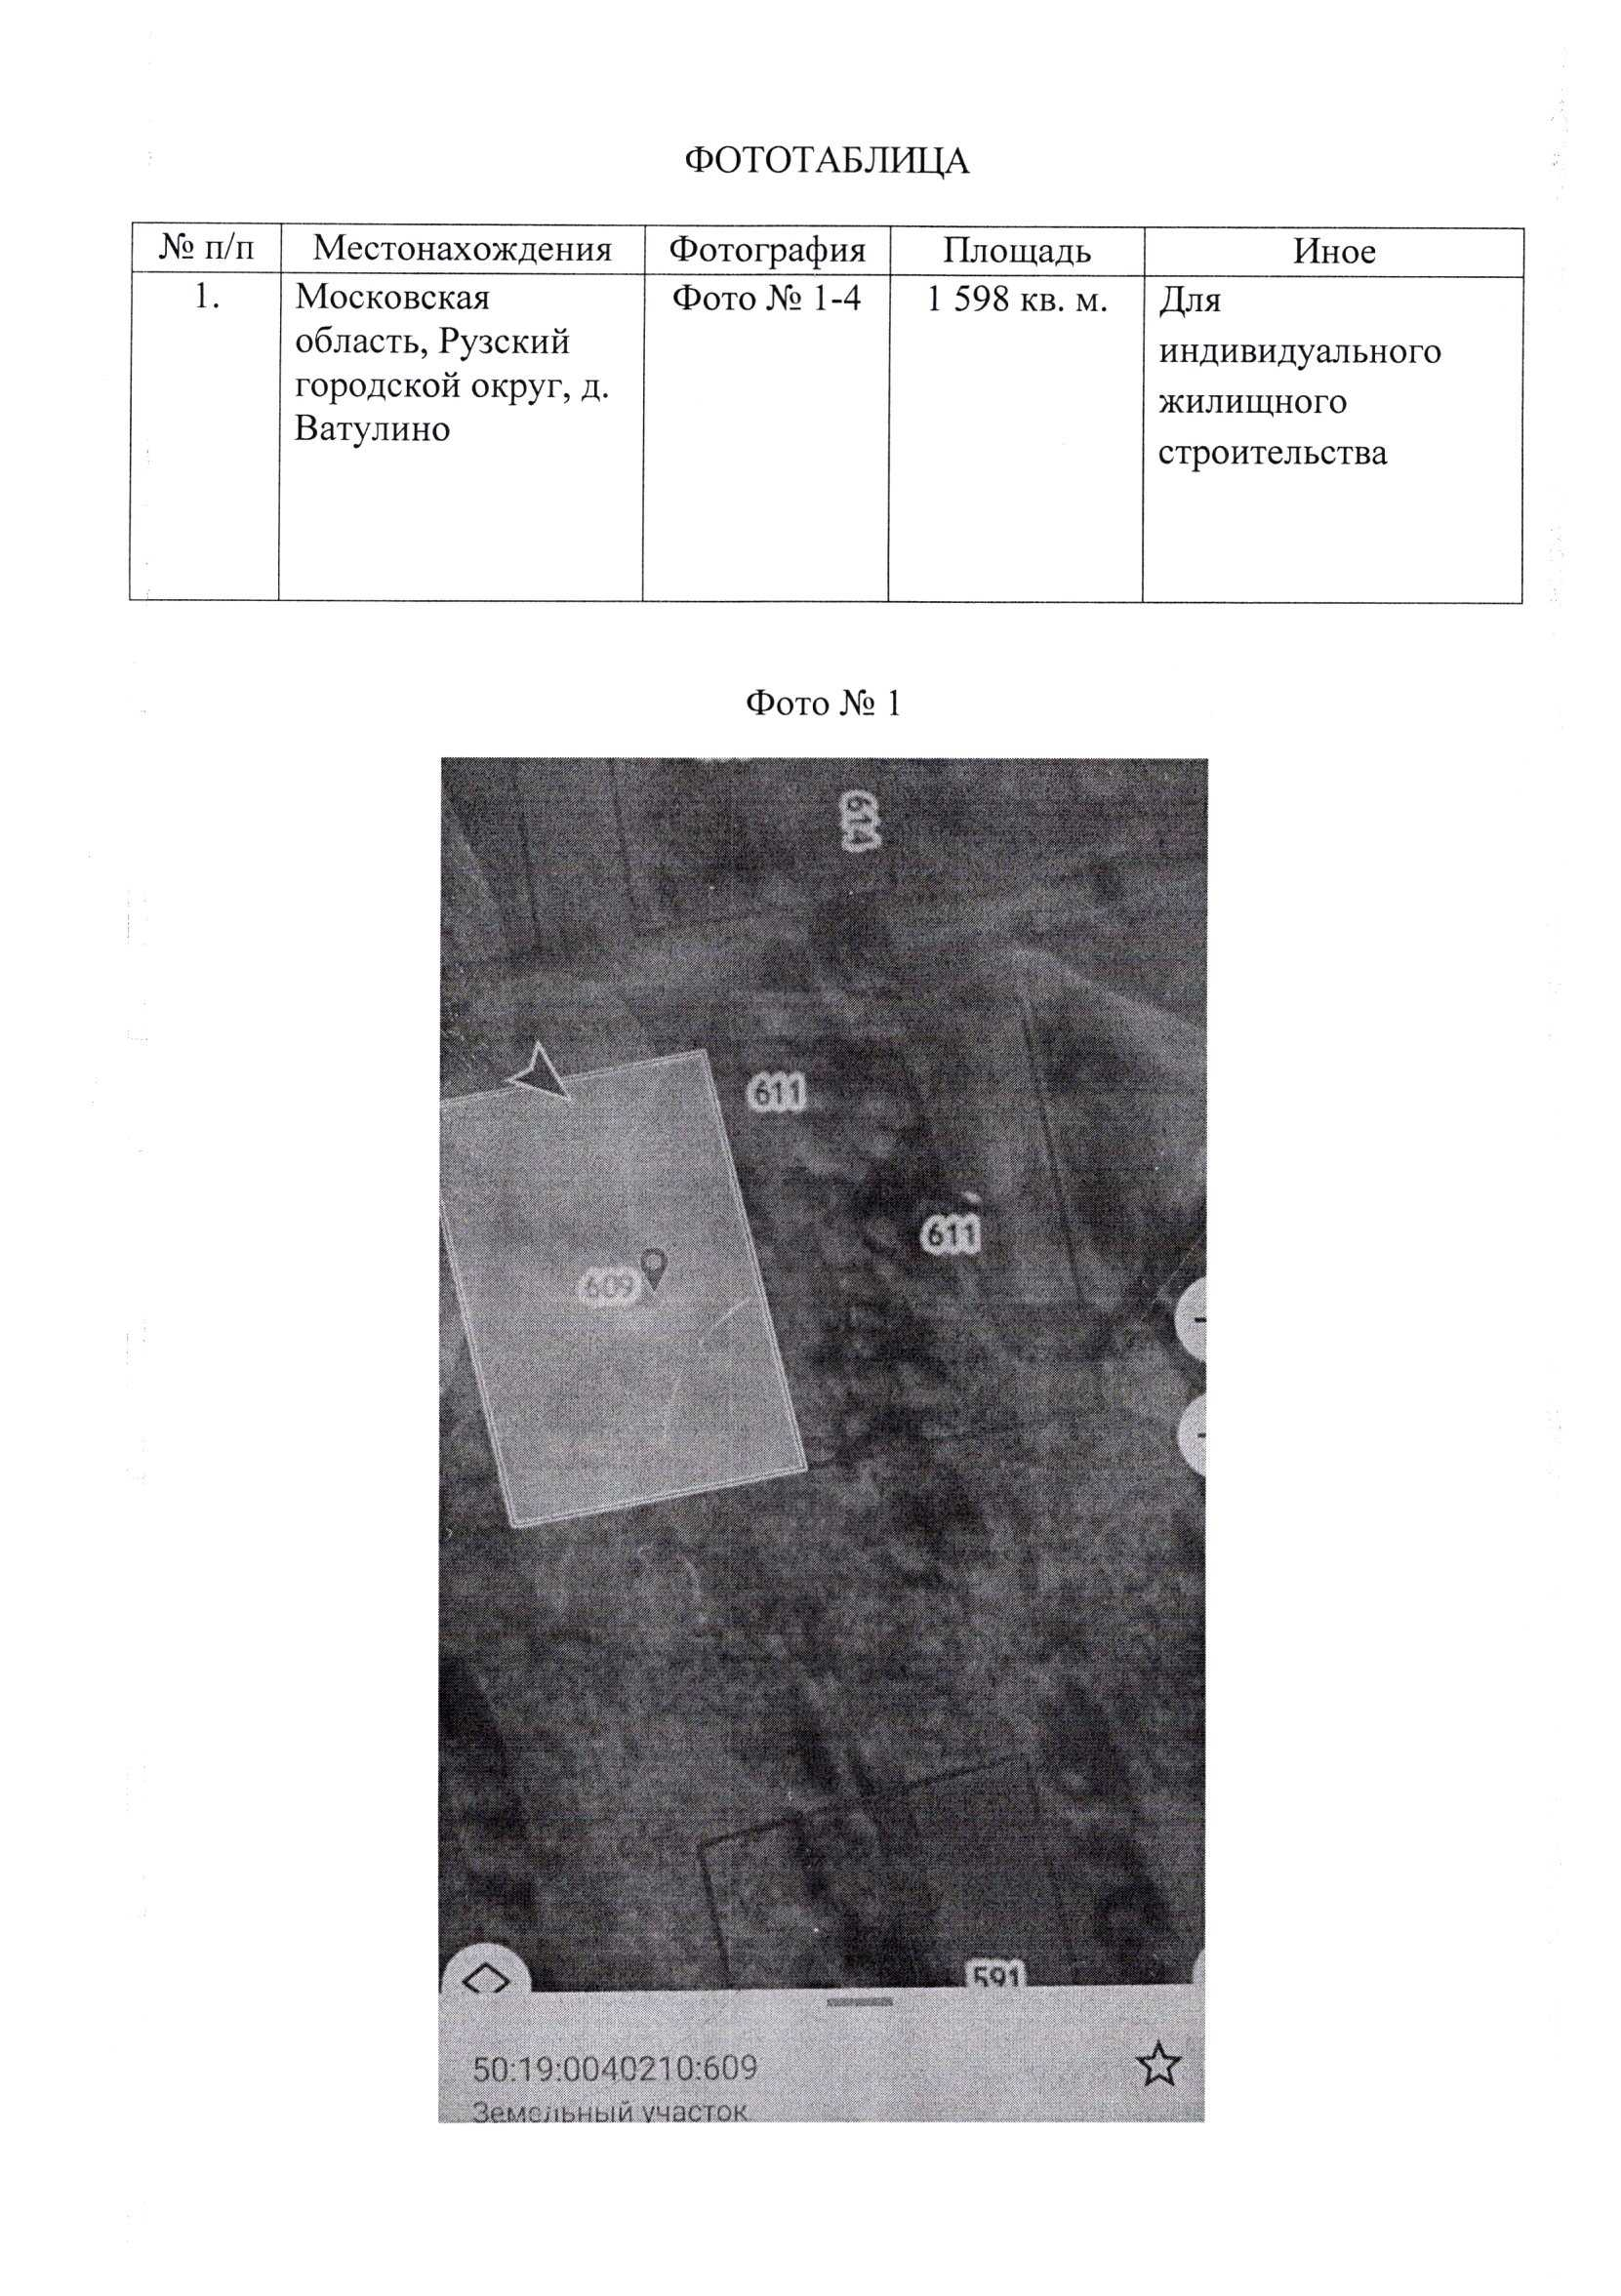 ФОТОТАБЛИЦА
№ п/п
Местонахождения
Фотография
Площадь
Иное
1.
Московская
область, Рузский
городской округ, д.
Ватулино
Фото № 1-4
1 598 кв. м.
Для
индивидуального
жилищного
строительства
Фото № 1
614
611
611
609
591
50:19:0040210:609
Земельный участок